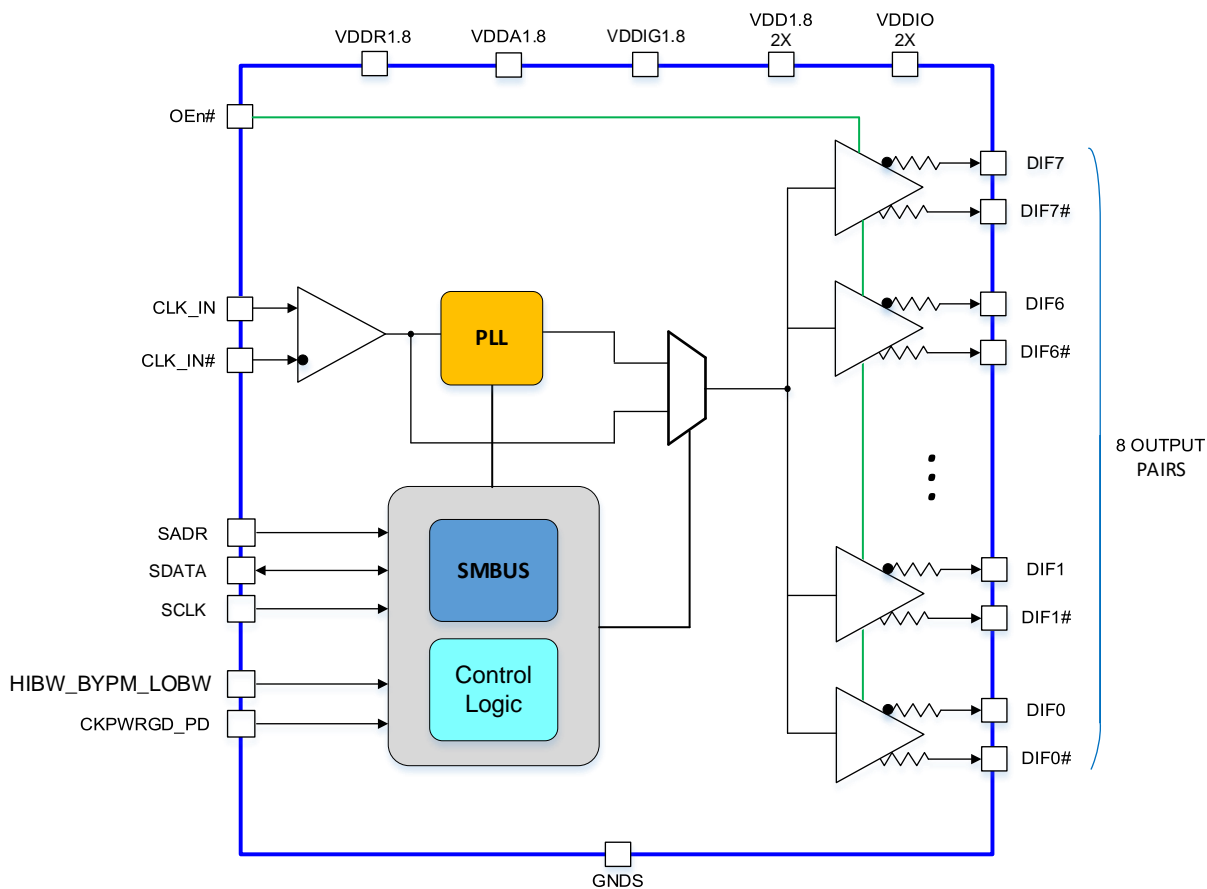 VDDR1.8
VDDA1.8
VDDIG1.8
VDD1.8
2X
VDDIO
2X
OEn#
DIF7
DIF7#
CLK_IN
CLK_IN#
PLL
DIF6
DIF6#
8 OUTPUT
PAIRS
SADR
SDATA
SCLK
SMBUS
DIF1
DIF1#
HIBW_BYPM_LOBW
CKPWRGD_PD
Control
Logic
DIF0
DIF0#
GNDS